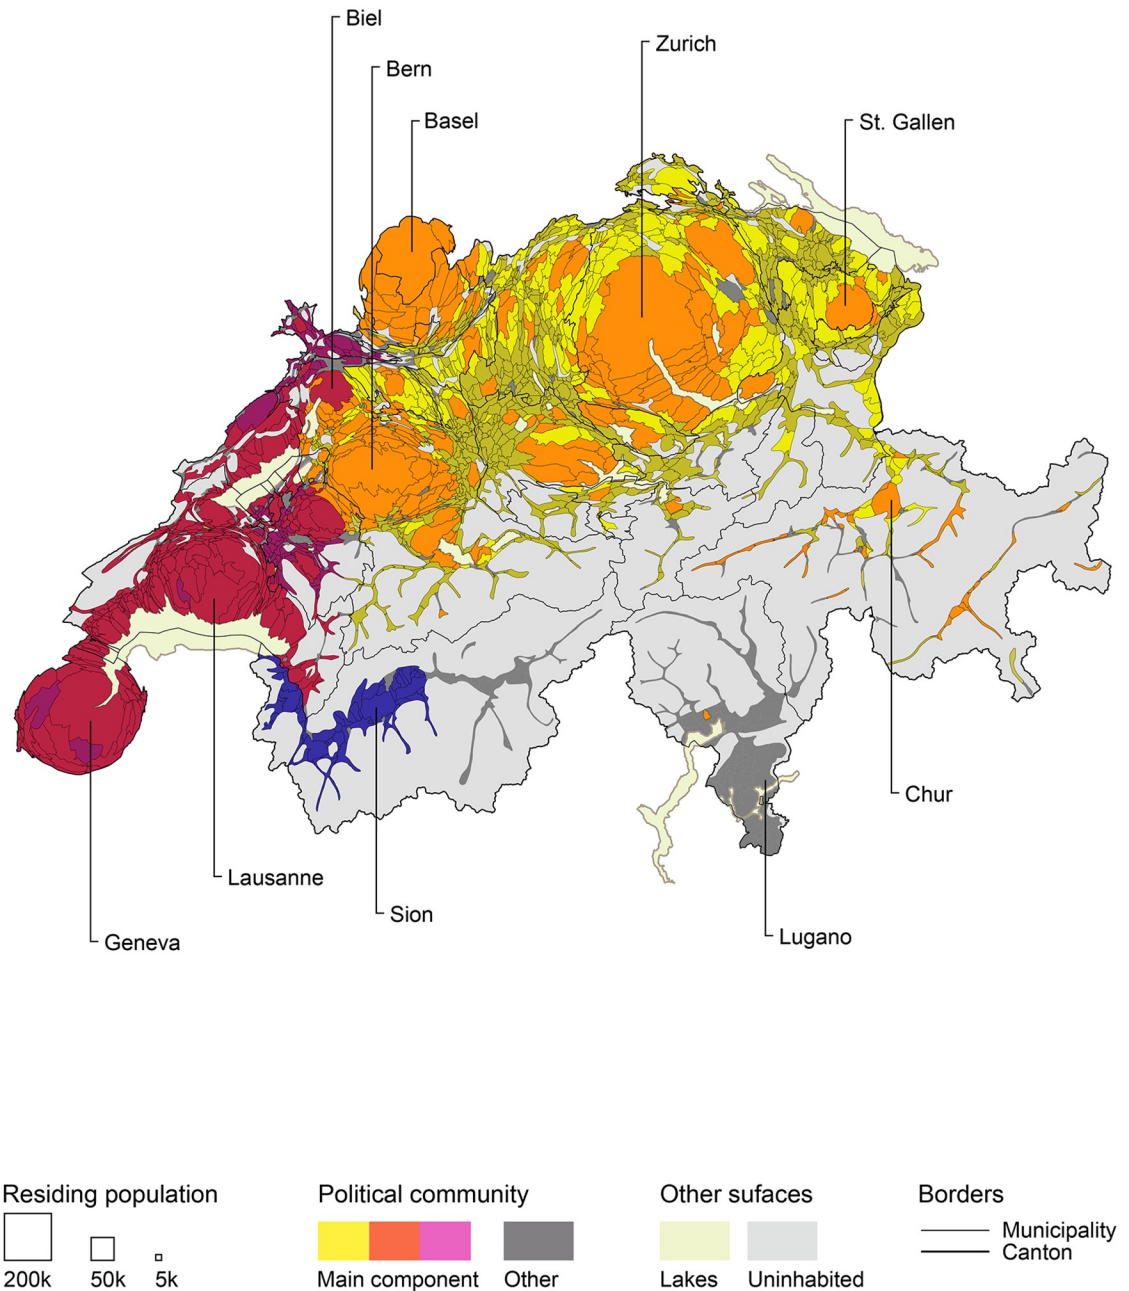 Biel
Zurich
Bern
Basel
St. Gallen
Chur
Lausanne
Sion
Lugano
Geneva
Residing population
200k
50k
5k
Political community
Main component
Other
Other sufaces
Lakes
Uninhabited
Borders
Municipality
Canton